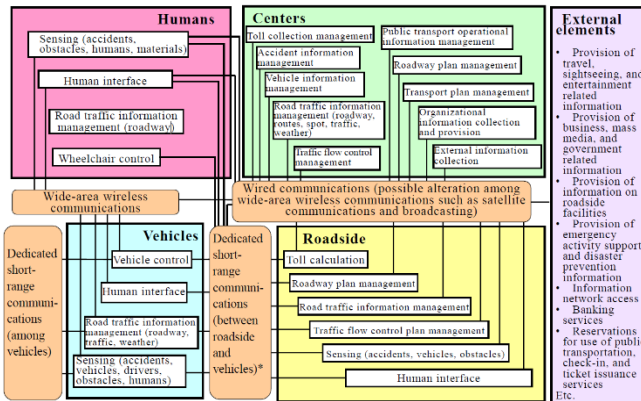 Humans
Sensing (accidents,
obstacles, humans, materials)
Human interface
Road traffic information
management (roadway)
Wheelchair control
Centers
Toll collection management
Accident information
management
Vehicle information
management
Road traffic information
management (roadway,
routes, spot, traffic,
weather)
Traffic flow control
management
Public transport operational
information management
Roadway plan management
Transport plan management
Organizational
information collection
and provision
External information
collection
External
elements
• Provision of
travel,
sightseeing, and
entertainment
related
information
• Provision of
business, mass
media, and
government
related
information
• Provision of
information on
roadside
facilities
• Provision of
emergency
activity support
and disaster
prevention
information
• Information
network access
• Banking
services
• Reservations
for use of public
transportation,
check-in, and
ticket issuance
services
Etc.
Wide-area wireless
communications
Wired communications (possible alteration among
wide-area wireless communications such as satellite
communications and broadcasting)
Dedicated
short-
range
communi-
cations
(among
vehicles)
Vehicles
Vehicle control
Human interface
Road traffic information
management (roadway,
traffic, weather)
Sensing (accidents,
vehicles, drivers,
obstacles, humans)
Dedicated
short-
range
communi-
cations
(between
roadside
and
vehicles)*
Roadside
Toll calculation
Roadway plan management
Road traffic information management
Traffic flow control plan management
Sensing (accidents, vehicles, obstacles)
Human interface